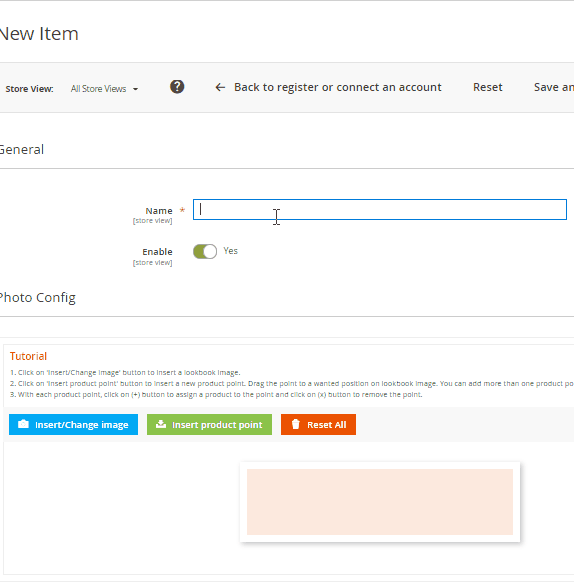 New Item
Store View: All Store Views ? ← Back to register or connect an account Reset Save an
General
Name *
[store view]
Enable Yes
[store view]
Photo Config
Tutorial
1. Click on 'Insert/Change image' button to insert a lookbook image.
2. Click on 'Insert product point' button to insert a new product point. Drag the point to a wanted position on lookbook image. You can add more than one product po
3. With each product point, click on (+) button to assign a product to the point and click on (x) button to remove the point.
Insert/Change image Insert product point Reset All